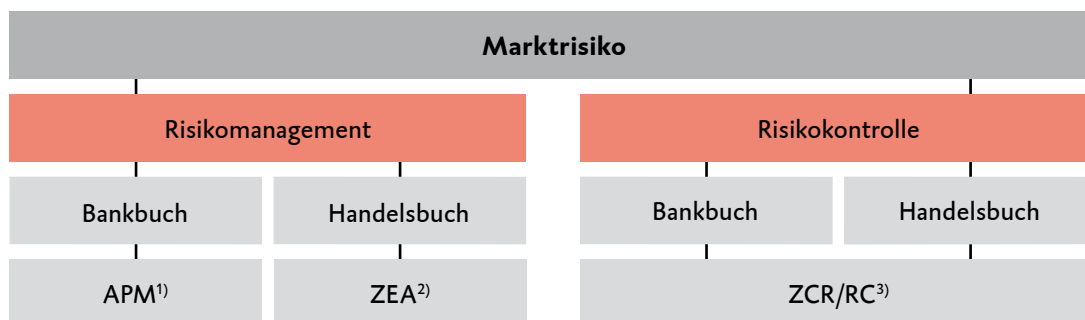 Marktrisiko
Risikomanagement
Risikokontrolle
Bankbuch
Handelsbuch
Bankbuch
Handelsbuch
APM¹⁾
ZEA²⁾
ZCR/RC³⁾